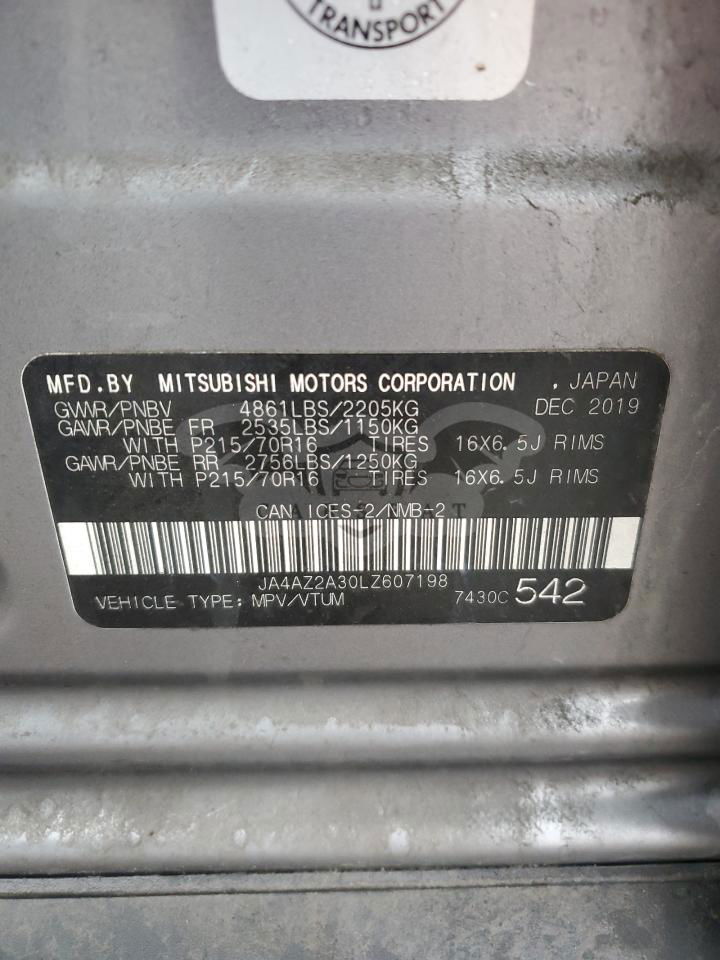 TRANSPORT
MFD.BY MITSUBISHI MOTORS CORPORATION , JAPAN
GVWR/PNBV 4861LBS/2205KG DEC 2019
GAWR/PNBE FR 2535LBS/1150KG
WITH P215/70R16 TIRES 16X6.5J RIMS
GAWR/PNBE RR 2756LBS/1250KG
WITH P215/70R16 TIRES 16X6.5J RIMS
CAN ICES-2/NMB-2
JA4AZ2A30LZ607198
VEHICLE TYPE: MPV/VTUM 7430C 542